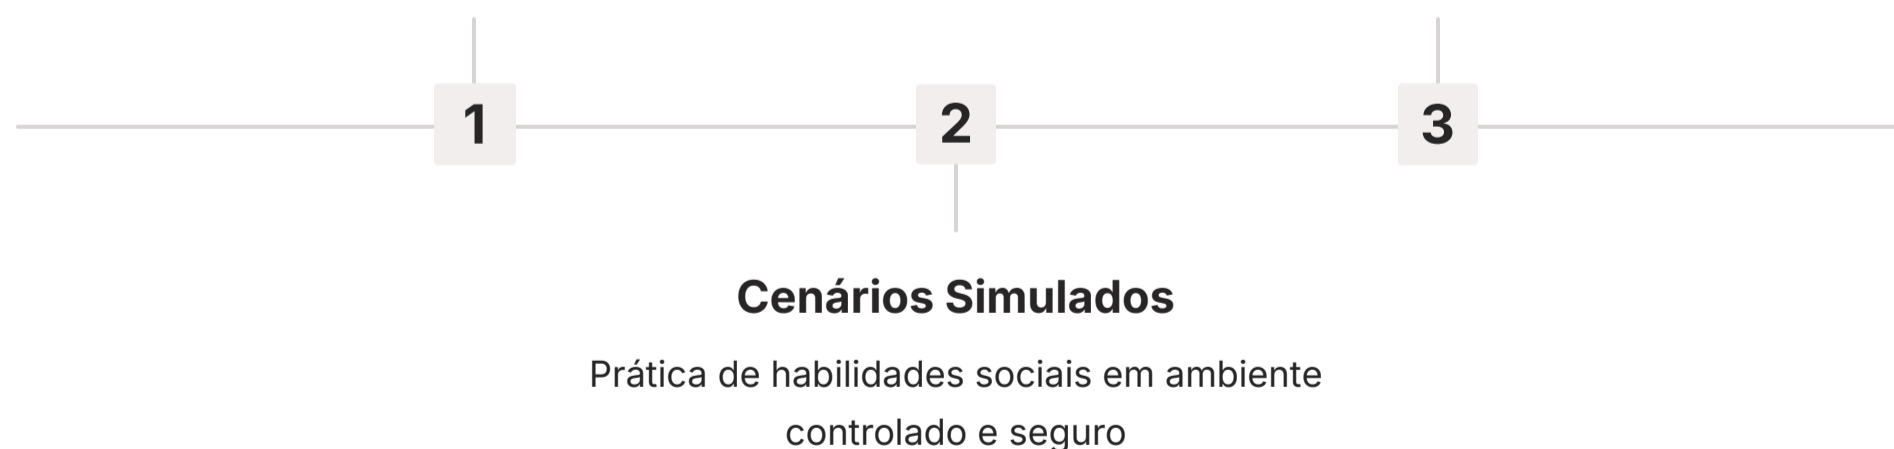 1
2
3
Cenários Simulados
Prática de habilidades sociais em ambiente
controlado e seguro